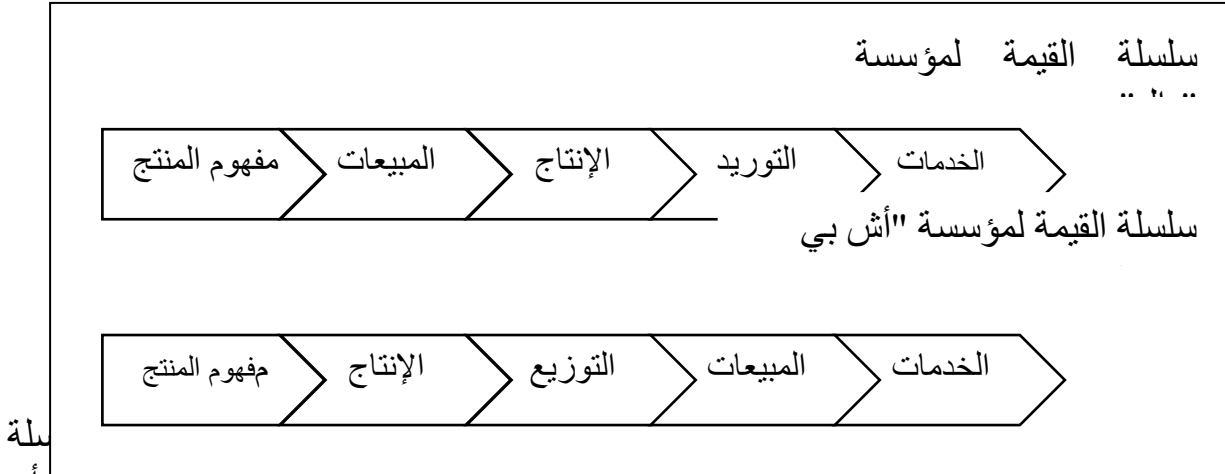 سلسلة القيمة لمؤسسة
مفهوم المنتج
المبيعات
الإنتاج
التوريد
الخدمات
سلسلة القيمة لمؤسسة "أش بي
مفهوم المنتج
الإنتاج
التوزيع
المبيعات
الخدمات